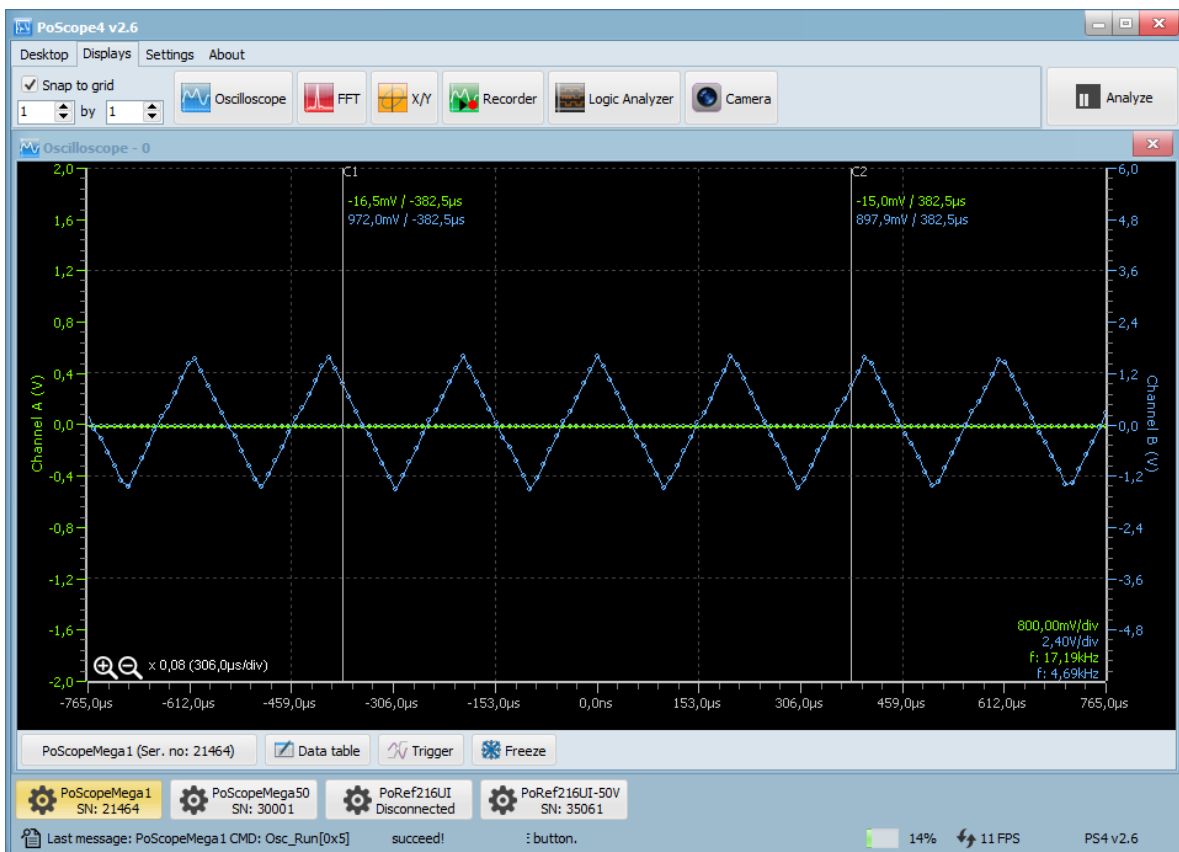 PoScope4 v2.6
Desktop Displays Settings About
Snap to grid
1 by 1
Oscilloscope FFT X/Y Recorder Logic Analyzer Camera Analyze
Oscilloscope - 0
C1 C2
-16,5mV / -382,5µs -15,0mV / 382,5µs
972,0mV / -382,5µs 897,9mV / 382,5µs
Channel A (V)
2,0
1,6
1,2
0,8
0,4
0,0
-0,4
-0,8
-1,2
-1,6
-2,0
6,0
4,8
3,6
2,4
1,2
0,0
-1,2
-2,4
-3,6
-4,8
Channel B (V)
800,00mV/div
2,40V/div
f: 17,19kHz
f: 4,69kHz
x 0,08 (306,0µs/div)
-765,0µs -612,0µs -459,0µs -306,0µs -153,0µs 0,0ns 153,0µs 306,0µs 459,0µs 612,0µs 765,0µs
PoScopeMega1 (Ser. no: 21464) Data table Trigger Freeze
PoScopeMega1
SN: 21464
PoScopeMega50
SN: 30001
PoRef216UI
Disconnected
PoRef216UI-50V
SN: 35061
Last message: PoScopeMega1 CMD: Osc_Run[0x5] succeed! : button. 14% 11 FPS PS4 v2.6